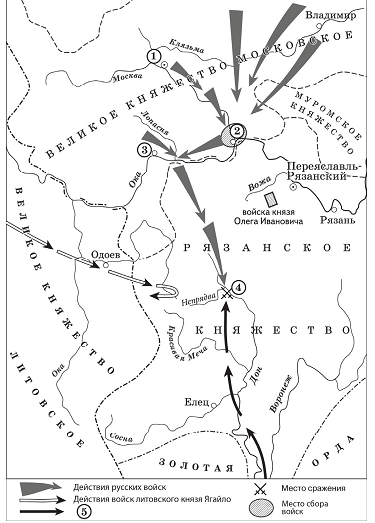 Владимир
Клязьма
①
Москва
ВЕЛИКОЕ КНЯЖЕСТВО МОСКОВСКОЕ
МУРОМСКОЕ
КНЯЖЕСТВО
Лопасня
②
③
Ока
Переяславль-
Рязанский
Вожа
войска князя
Олега Ивановича
Рязань
ВЕЛИКОЕ КНЯЖЕСТВО
ЛИТОВСКОЕ
Одоев
РЯЗАНСКОЕ
④
Непрядва
КНЯЖЕСТВО
Красивая Меча
Ока
Дон
Елец
Воронеж
Сосна
ЗОЛОТАЯ ОРДА
Действия русских войск
Действия войск литовского князя Ягайло
⑤
Место сражения
Место сбора
войск